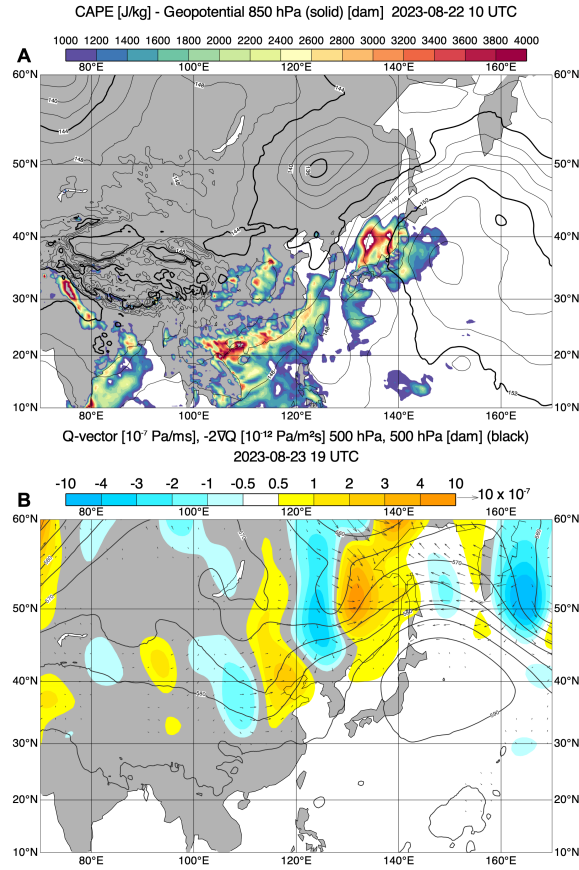 CAPE [J/kg] - Geopotential 850 hPa (solid) [dam] 2023-08-22 10 UTC
A
1000 1200 1400 1600 1800 2000 2200 2400 2600 2800 3000 3200 3400 3600 3800 4000
80°E 100°E 120°E 140°E 160°E
60°N 60°N
50°N 50°N
40°N 40°N
30°N 30°N
20°N 20°N
10°N 10°N
80°E 100°E 120°E 140°E 160°E
Q-vector [10⁻⁷ Pa/ms], -2∇Q [10⁻¹² Pa/m²s] 500 hPa, 500 hPa [dam] (black)
2023-08-23 19 UTC
B
-10 -4 -3 -2 -1 -0.5 0.5 1 2 3 4 10 10 x 10⁻⁷
80°E 100°E 120°E 140°E 160°E
60°N 60°N
50°N 50°N
40°N 40°N
30°N 30°N
20°N 20°N
10°N 10°N
80°E 100°E 120°E 140°E 160°E